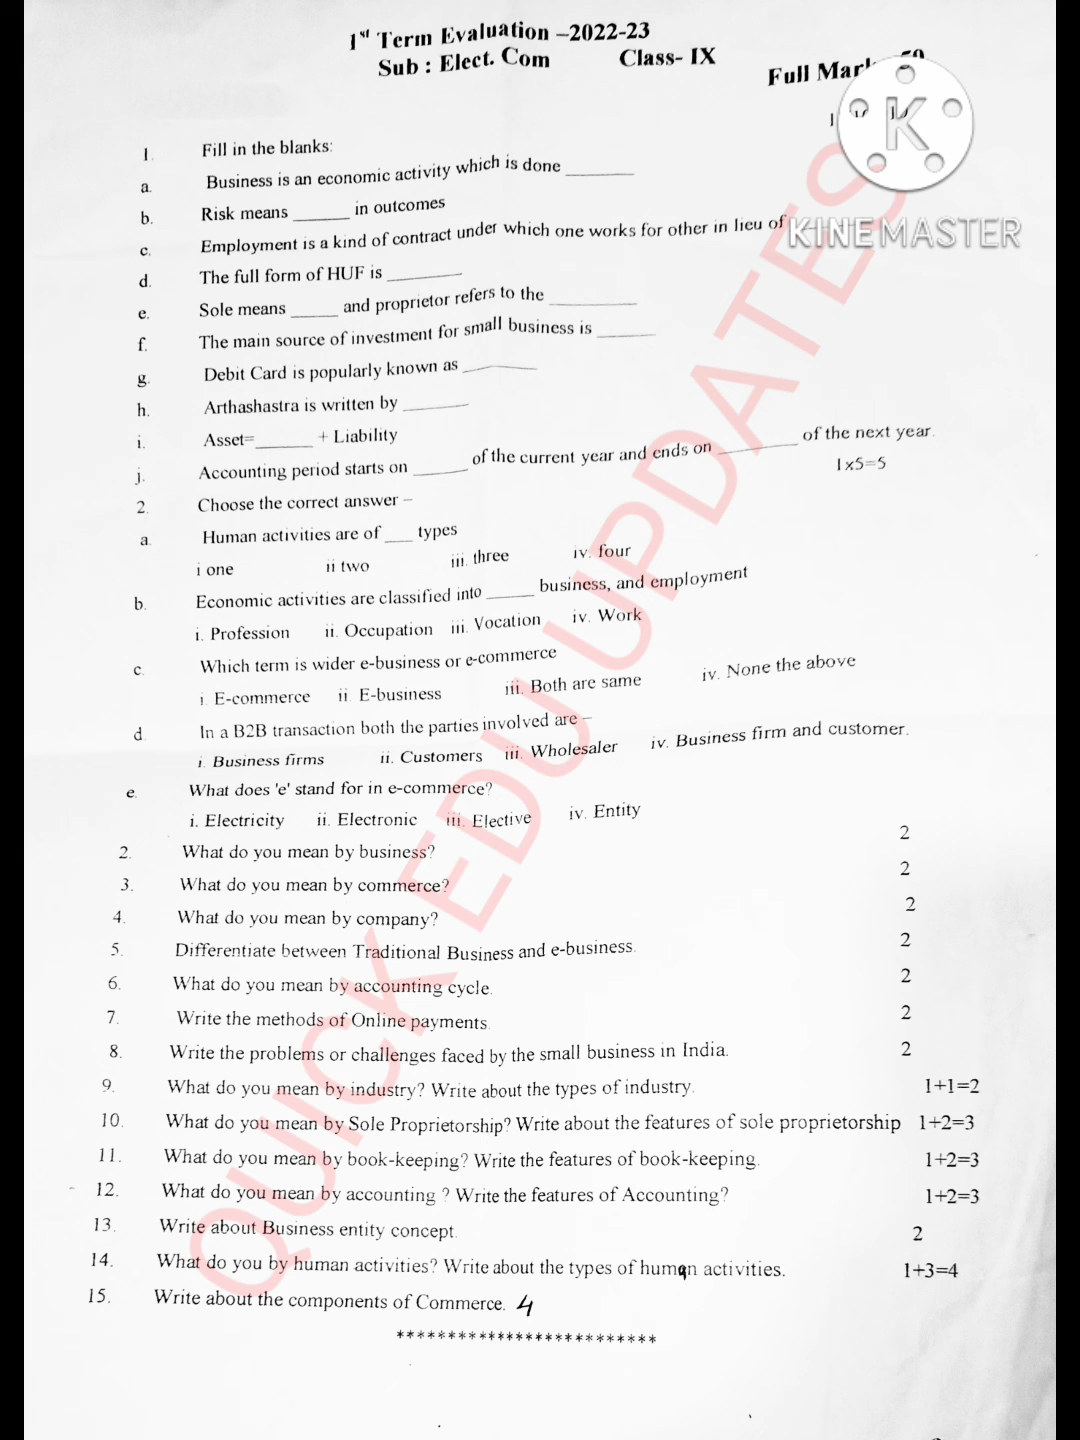 1st Term Evaluation –2022-23
Sub : Elect. Com Class- IX
Full
K
KINEMASTER
1. Fill in the blanks:
a. Business is an economic activity which is done ______
b. Risk means ______ in outcomes
c. Employment is a kind of contract under which one works for other in lieu of
d. The full form of HUF is ______
e. Sole means ______ and proprietor refers to the ______
f. The main source of investment for small business is ______
g. Debit Card is popularly known as ______
h. Arthashastra is written by ______
i. Asset=______ + Liability
j. Accounting period starts on ______ of the current year and ends on ______ of the next year.
1x5=5
2. Choose the correct answer –
a. Human activities are of ___ types
i one ii two iii. three iv. four
b. Economic activities are classified into _____ business, and employment
i. Profession ii. Occupation iii. Vocation iv. Work
c. Which term is wider e-business or e-commerce
i. E-commerce ii E-business iii. Both are same iv. None the above
d. In a B2B transaction both the parties involved are –
i. Business firms ii. Customers iii. Wholesaler iv. Business firm and customer.
e. What does 'e' stand for in e-commerce?
i. Electricity ii. Electronic iii. Elective iv. Entity
2. What do you mean by business? 2
3. What do you mean by commerce? 2
4. What do you mean by company? 2
5. Differentiate between Traditional Business and e-business. 2
6. What do you mean by accounting cycle. 2
7. Write the methods of Online payments. 2
8. Write the problems or challenges faced by the small business in India. 2
9. What do you mean by industry? Write about the types of industry. 1+1=2
10. What do you mean by Sole Proprietorship? Write about the features of sole proprietorship 1+2=3
11. What do you mean by book-keeping? Write the features of book-keeping. 1+2=3
12. What do you mean by accounting ? Write the features of Accounting? 1+2=3
13. Write about Business entity concept. 2
14. What do you by human activities? Write about the types of human activities. 1+3=4
15. Write about the components of Commerce. 4
*************************
QUICK EDU UPDATES